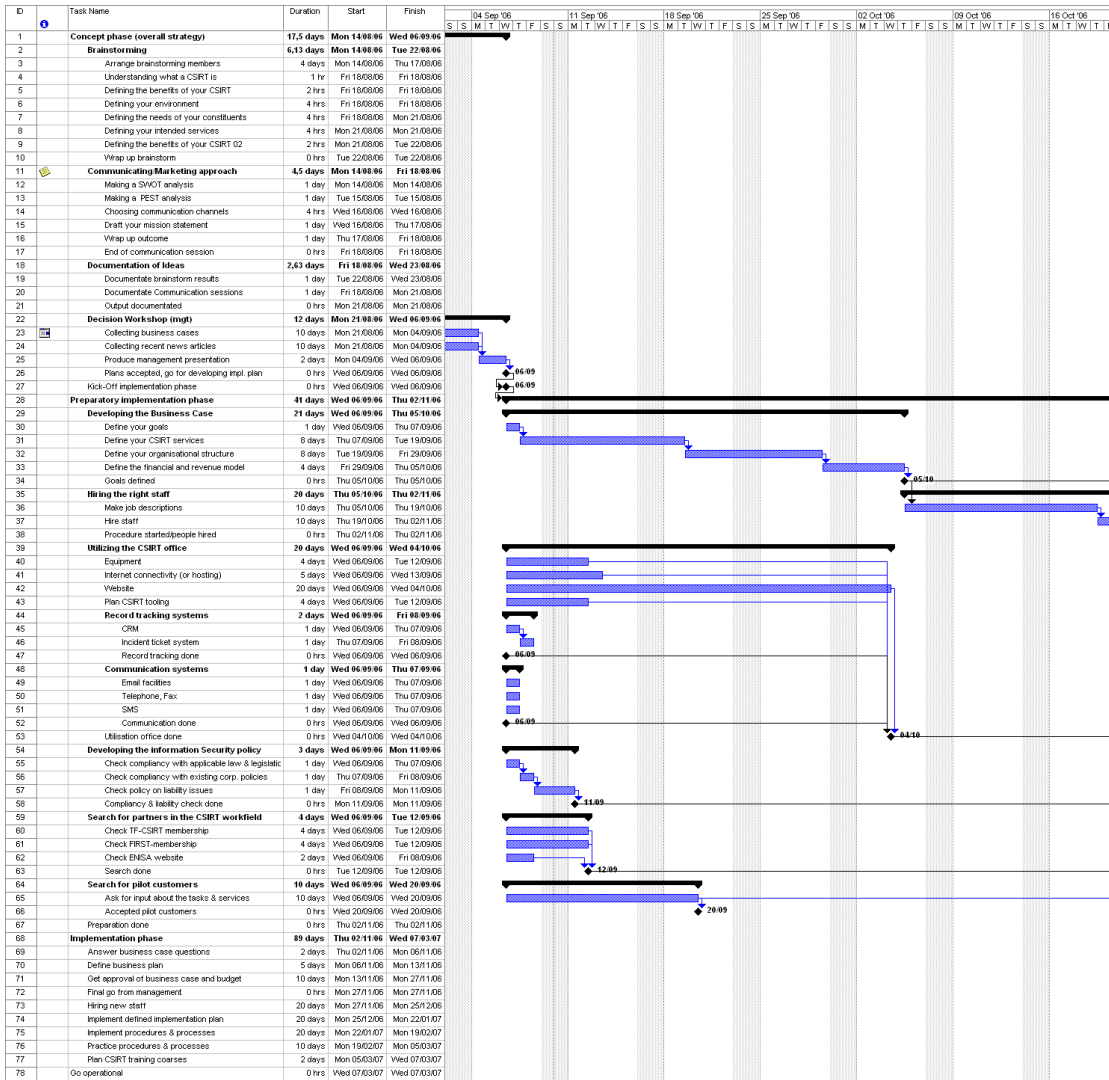 ID Task Name Duration Start Finish 04 Sep '06 11 Sep '06 18 Sep '06 25 Sep '06 02 Oct '06 09 Oct '06 16 Oct '06
S S M T W T F S S M T W T F S S M T W T F S S M T W T F S S M T W T F S S M T W T F S S M T W T
1 Concept phase (overall strategy) 17,5 days Mon 14/08/06 Wed 06/09/06
2 Brainstorming 6,13 days Mon 14/08/06 Tue 22/08/06
3 Arrange brainstorming members 4 days Mon 14/08/06 Thu 17/08/06
4 Understanding what a CSIRT is 1 hr Fri 18/08/06 Fri 18/08/06
5 Defining the benefits of your CSIRT 2 hrs Fri 18/08/06 Fri 18/08/06
6 Defining your environment 4 hrs Fri 18/08/06 Fri 18/08/06
7 Defining the needs of your constituents 4 hrs Fri 18/08/06 Mon 21/08/06
8 Defining your intended services 4 hrs Mon 21/08/06 Mon 21/08/06
9 Defining the benefits of your CSIRT 02 2 hrs Mon 21/08/06 Tue 22/08/06
10 Wrap up brainstorm 0 hrs Tue 22/08/06 Tue 22/08/06
11 Communicating/Marketing approach 4,5 days Mon 14/08/06 Fri 18/08/06
12 Making a SWOT analysis 1 day Mon 14/08/06 Mon 14/08/06
13 Making a PEST analysis 1 day Tue 15/08/06 Tue 15/08/06
14 Choosing communication channels 4 hrs Wed 16/08/06 Wed 16/08/06
15 Draft your mission statement 1 day Wed 16/08/06 Thu 17/08/06
16 Wrap up outcome 1 day Thu 17/08/06 Fri 18/08/06
17 End of communication session 0 hrs Fri 18/08/06 Fri 18/08/06
18 Documentation of Ideas 2,63 days Fri 18/08/06 Wed 23/08/06
19 Documentate brainstorm results 1 day Tue 22/08/06 Wed 23/08/06
20 Documentate Communication sessions 1 day Fri 18/08/06 Mon 21/08/06
21 Output documentated 0 hrs Mon 21/08/06 Mon 21/08/06
22 Decision Workshop (mgt) 12 days Mon 21/08/06 Wed 06/09/06
23 Collecting business cases 10 days Mon 21/08/06 Mon 04/09/06
24 Collecting recent news articles 10 days Mon 21/08/06 Mon 04/09/06
25 Produce management presentation 2 days Mon 04/09/06 Wed 06/09/06
26 Plans accepted, go for developing impl. plan 0 hrs Wed 06/09/06 Wed 06/09/06 06/09
27 Kick-Off implementation phase 0 hrs Wed 06/09/06 Wed 06/09/06 06/09
28 Preparatory implementation phase 41 days Wed 06/09/06 Thu 02/11/06
29 Developing the Business Case 21 days Wed 06/09/06 Thu 05/10/06
30 Define your goals 1 day Wed 06/09/06 Thu 07/09/06
31 Define your CSIRT services 8 days Thu 07/09/06 Tue 19/09/06
32 Define your organisational structure 8 days Tue 19/09/06 Fri 29/09/06
33 Define the financial and revenue model 4 days Fri 29/09/06 Thu 05/10/06
34 Goals defined 0 hrs Thu 05/10/06 Thu 05/10/06 05/10
35 Hiring the right staff 20 days Thu 05/10/06 Thu 02/11/06
36 Make job descriptions 10 days Thu 05/10/06 Thu 19/10/06
37 Hire staff 10 days Thu 19/10/06 Thu 02/11/06
38 Procedure started/people hired 0 hrs Thu 02/11/06 Thu 02/11/06
39 Utilizing the CSIRT office 20 days Wed 06/09/06 Wed 04/10/06
40 Equipment 4 days Wed 06/09/06 Tue 12/09/06
41 Internet connectivity (or hosting) 5 days Wed 06/09/06 Wed 13/09/06
42 Website 20 days Wed 06/09/06 Wed 04/10/06
43 Plan CSIRT tooling 4 days Wed 06/09/06 Tue 12/09/06
44 Record tracking systems 2 days Wed 06/09/06 Fri 08/09/06
45 CRM 1 day Wed 06/09/06 Thu 07/09/06
46 Incident ticket system 1 day Thu 07/09/06 Fri 08/09/06
47 Record tracking done 0 hrs Wed 06/09/06 Wed 06/09/06 06/09
48 Communication systems 1 day Wed 06/09/06 Thu 07/09/06
49 Email facilities 1 day Wed 06/09/06 Thu 07/09/06
50 Telephone, Fax 1 day Wed 06/09/06 Thu 07/09/06
51 SMS 1 day Wed 06/09/06 Thu 07/09/06
52 Communication done 0 hrs Wed 06/09/06 Wed 06/09/06 06/09
53 Utilisation office done 0 hrs Wed 04/10/06 Wed 04/10/06 04/10
54 Developing the information Security policy 3 days Wed 06/09/06 Mon 11/09/06
55 Check compliancy with applicable law & legislatic 1 day Wed 06/09/06 Thu 07/09/06
56 Check compliancy with existing corp. policies 1 day Thu 07/09/06 Fri 08/09/06
57 Check policy on liability issues 1 day Fri 08/09/06 Mon 11/09/06
58 Compliancy & liability check done 0 hrs Mon 11/09/06 Mon 11/09/06 11/09
59 Search for partners in the CSIRT workfield 4 days Wed 06/09/06 Tue 12/09/06
60 Check TF-CSIRT membership 4 days Wed 06/09/06 Tue 12/09/06
61 Check FIRST-membership 4 days Wed 06/09/06 Tue 12/09/06
62 Check ENISA website 2 days Wed 06/09/06 Fri 08/09/06
63 Search done 0 hrs Tue 12/09/06 Tue 12/09/06 12/09
64 Search for pilot customers 10 days Wed 06/09/06 Wed 20/09/06
65 Ask for input about the tasks & services 10 days Wed 06/09/06 Wed 20/09/06
66 Accepted pilot customers 0 hrs Wed 20/09/06 Wed 20/09/06 20/09
67 Preparation done 0 hrs Thu 02/11/06 Thu 02/11/06
68 Implementation phase 89 days Thu 02/11/06 Wed 07/03/07
69 Answer business case questions 2 days Thu 02/11/06 Mon 06/11/06
70 Define business plan 5 days Mon 06/11/06 Mon 13/11/06
71 Get approval of business case and budget 10 days Mon 13/11/06 Mon 27/11/06
72 Final go from management 0 hrs Mon 27/11/06 Mon 27/11/06
73 Hiring new staff 20 days Mon 27/11/06 Mon 25/12/06
74 Implement defined implementation plan 20 days Mon 25/12/06 Mon 22/01/07
75 Implement procedures & processes 20 days Mon 22/01/07 Mon 19/02/07
76 Practice procedures & processes 10 days Mon 19/02/07 Mon 05/03/07
77 Plan CSIRT training coarses 2 days Mon 05/03/07 Wed 07/03/07
78 Go operational 0 hrs Wed 07/03/07 Wed 07/03/07